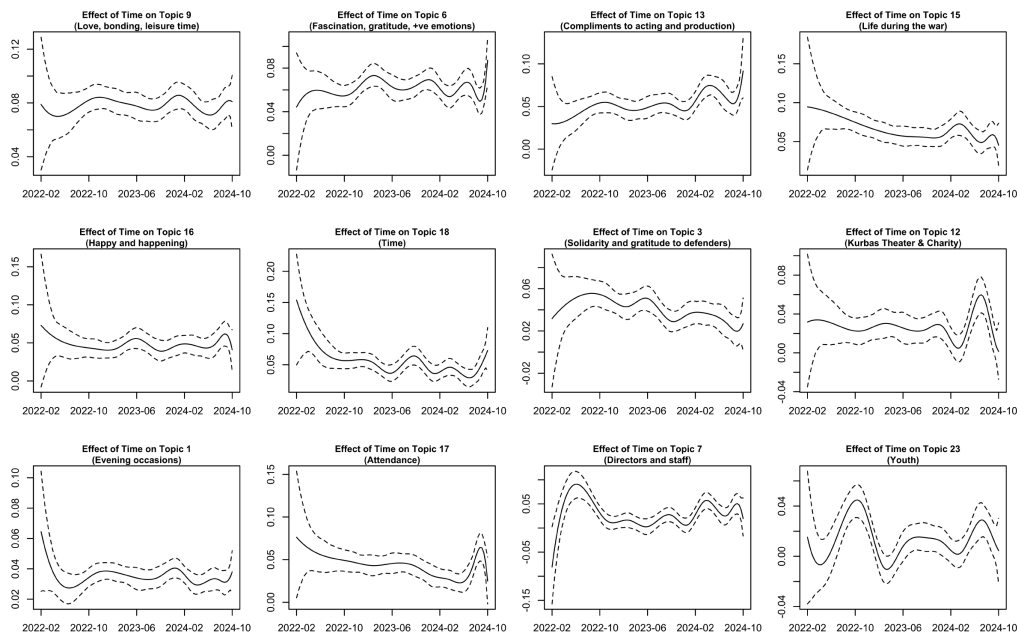 Effect of Time on Topic 9
(Love, bonding, leisure time)
0.04 0.08 0.12
2022-02 2022-10 2023-06 2024-02 2024-10
Effect of Time on Topic 6
(Fascination, gratitude, +ve emotions)
0.00 0.04 0.08
2022-02 2022-10 2023-06 2024-02 2024-10
Effect of Time on Topic 13
(Compliments to acting and production)
0.00 0.05 0.10
2022-02 2022-10 2023-06 2024-02 2024-10
Effect of Time on Topic 15
(Life during the war)
0.05 0.10 0.15
2022-02 2022-10 2023-06 2024-02 2024-10
Effect of Time on Topic 16
(Happy and happening)
0.00 0.05 0.10 0.15
2022-02 2022-10 2023-06 2024-02 2024-10
Effect of Time on Topic 18
(Time)
0.05 0.10 0.15 0.20
2022-02 2022-10 2023-06 2024-02 2024-10
Effect of Time on Topic 3
(Solidarity and gratitude to defenders)
-0.02 0.02 0.06
2022-02 2022-10 2023-06 2024-02 2024-10
Effect of Time on Topic 12
(Kurbas Theater & Charity)
-0.04 0.00 0.04 0.08
2022-02 2022-10 2023-06 2024-02 2024-10
Effect of Time on Topic 1
(Evening occasions)
0.02 0.04 0.06 0.08 0.10
2022-02 2022-10 2023-06 2024-02 2024-10
Effect of Time on Topic 17
(Attendance)
0.00 0.05 0.10 0.15
2022-02 2022-10 2023-06 2024-02 2024-10
Effect of Time on Topic 7
(Directors and staff)
-0.15 -0.05 0.05
2022-02 2022-10 2023-06 2024-02 2024-10
Effect of Time on Topic 23
(Youth)
-0.04 0.00 0.04
2022-02 2022-10 2023-06 2024-02 2024-10